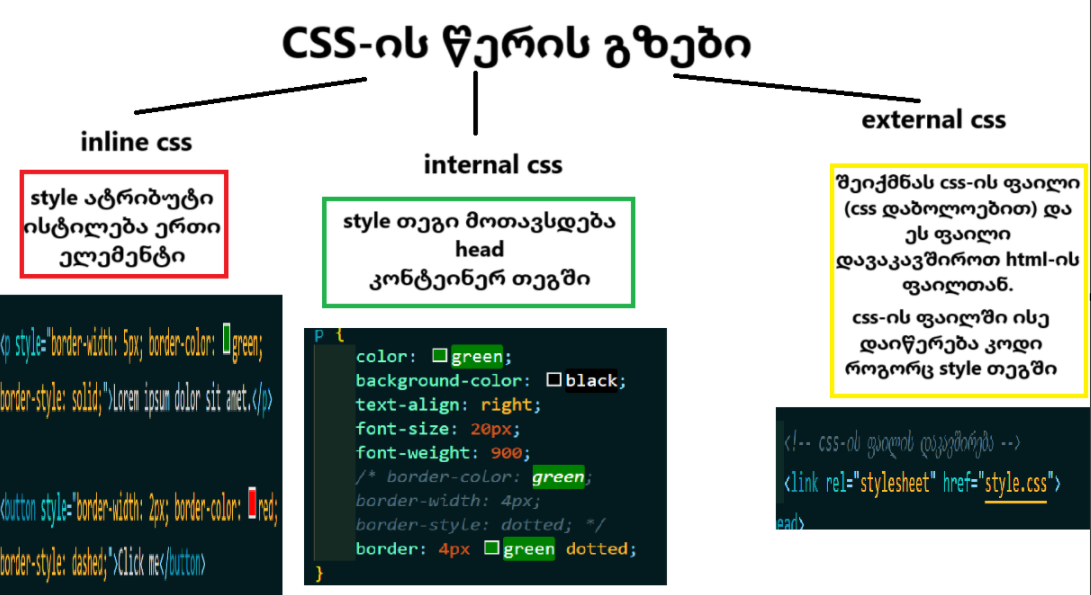 CSS-ის წერის გზები
inline css
style ატრიბუტი
ისტილება ერთი
ელემენტი
<p style="border-width: 5px; border-color: green;
border-style: solid;">Lorem ipsum dolor sit amet.</p>
<button style="border-width: 2px; border-color: red;
border-style: dashed;">Click me</button>
internal css
style თეგი მოთავსდება
head
კონტეინერ თეგში
p {
color: green;
background-color: black;
text-align: right;
font-size: 20px;
font-weight: 900;
/* border-color: green;
border-width: 4px;
border-style: dotted; */
border: 4px green dotted;
}
external css
შეიქმნას css-ის ფაილი
(css დაბოლოებით) და
ეს ფაილი
დავაკავშიროთ html-ის
ფაილთან.
css-ის ფაილში ისე
დაიწერება კოდი
როგორც style თეგში
<!-- css-ის ფაილის დაკავშირება -->
<link rel="stylesheet" href="style.css">
ead>